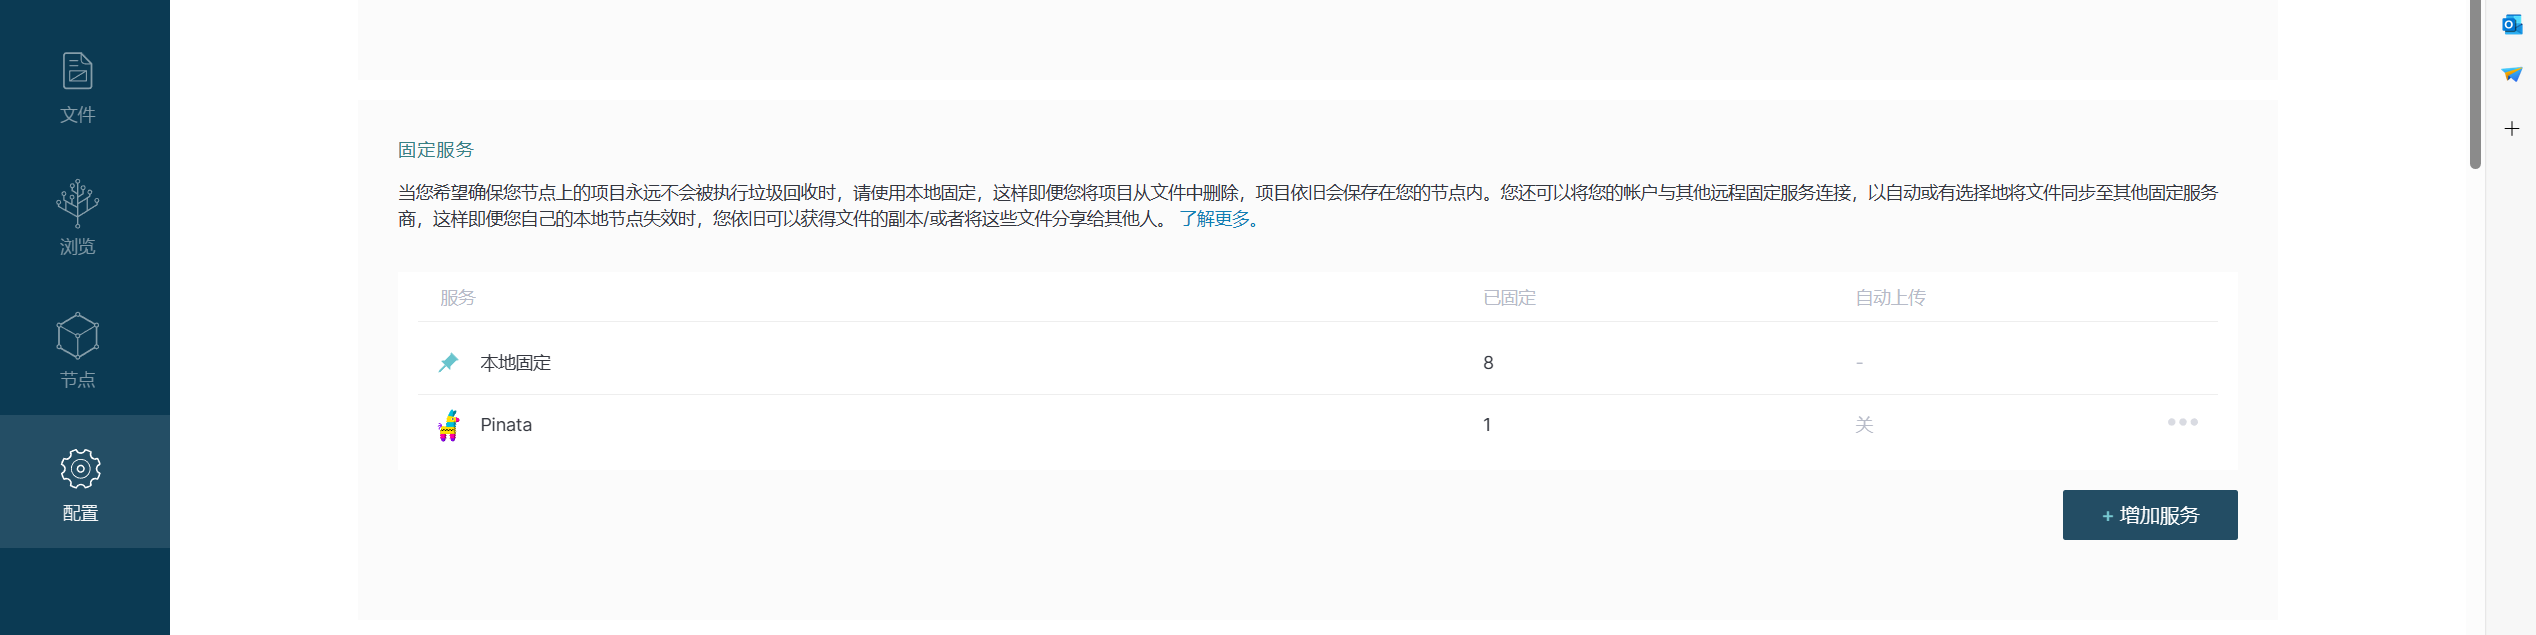 文件
浏览
节点
配置
固定服务
当您希望确保您节点上的项目永远不会被执行垃圾回收时，请使用本地固定，这样即便您将项目从文件中删除，项目依旧会保存在您的节点内。您还可以将您的帐户与其他远程固定服务连接，以自动或有选择地将文件同步至其他固定服务
商，这样即便您自己的本地节点失效时，您依旧可以获得文件的副本/或者将这些文件分享给其他人。 了解更多。
服务 已固定 自动上传
本地固定 8 -
Pinata 1 关
+ 增加服务